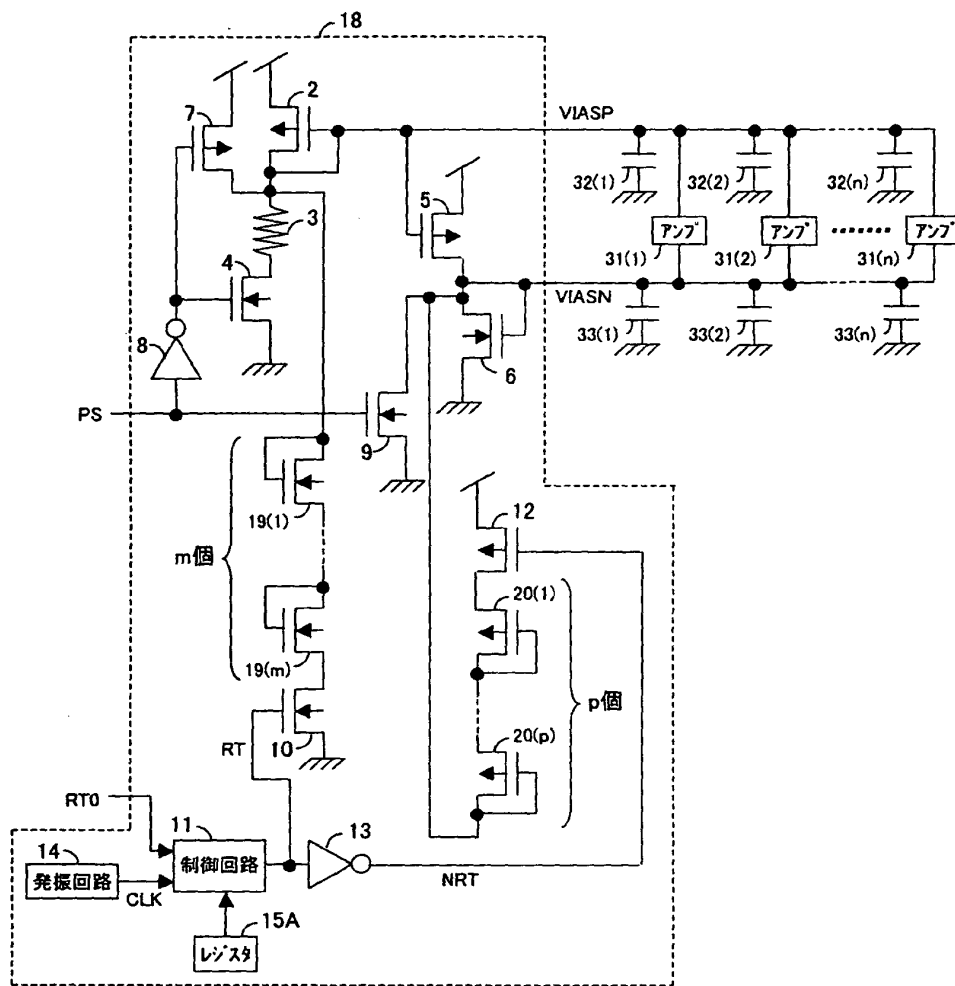 18
7
2
VIASP
32(1)
32(2)
32(n)
3
5
アンプ
アンプ
アンプ
4
31(1)
31(2)
31(n)
VIASN
8
33(1)
33(2)
33(n)
6
PS
9
19(1)
12
m個
20(1)
19(m)
p個
RT
10
20(p)
RT0
11
13
14
制御回路
発振回路
CLK
NRT
15A
レジスタ